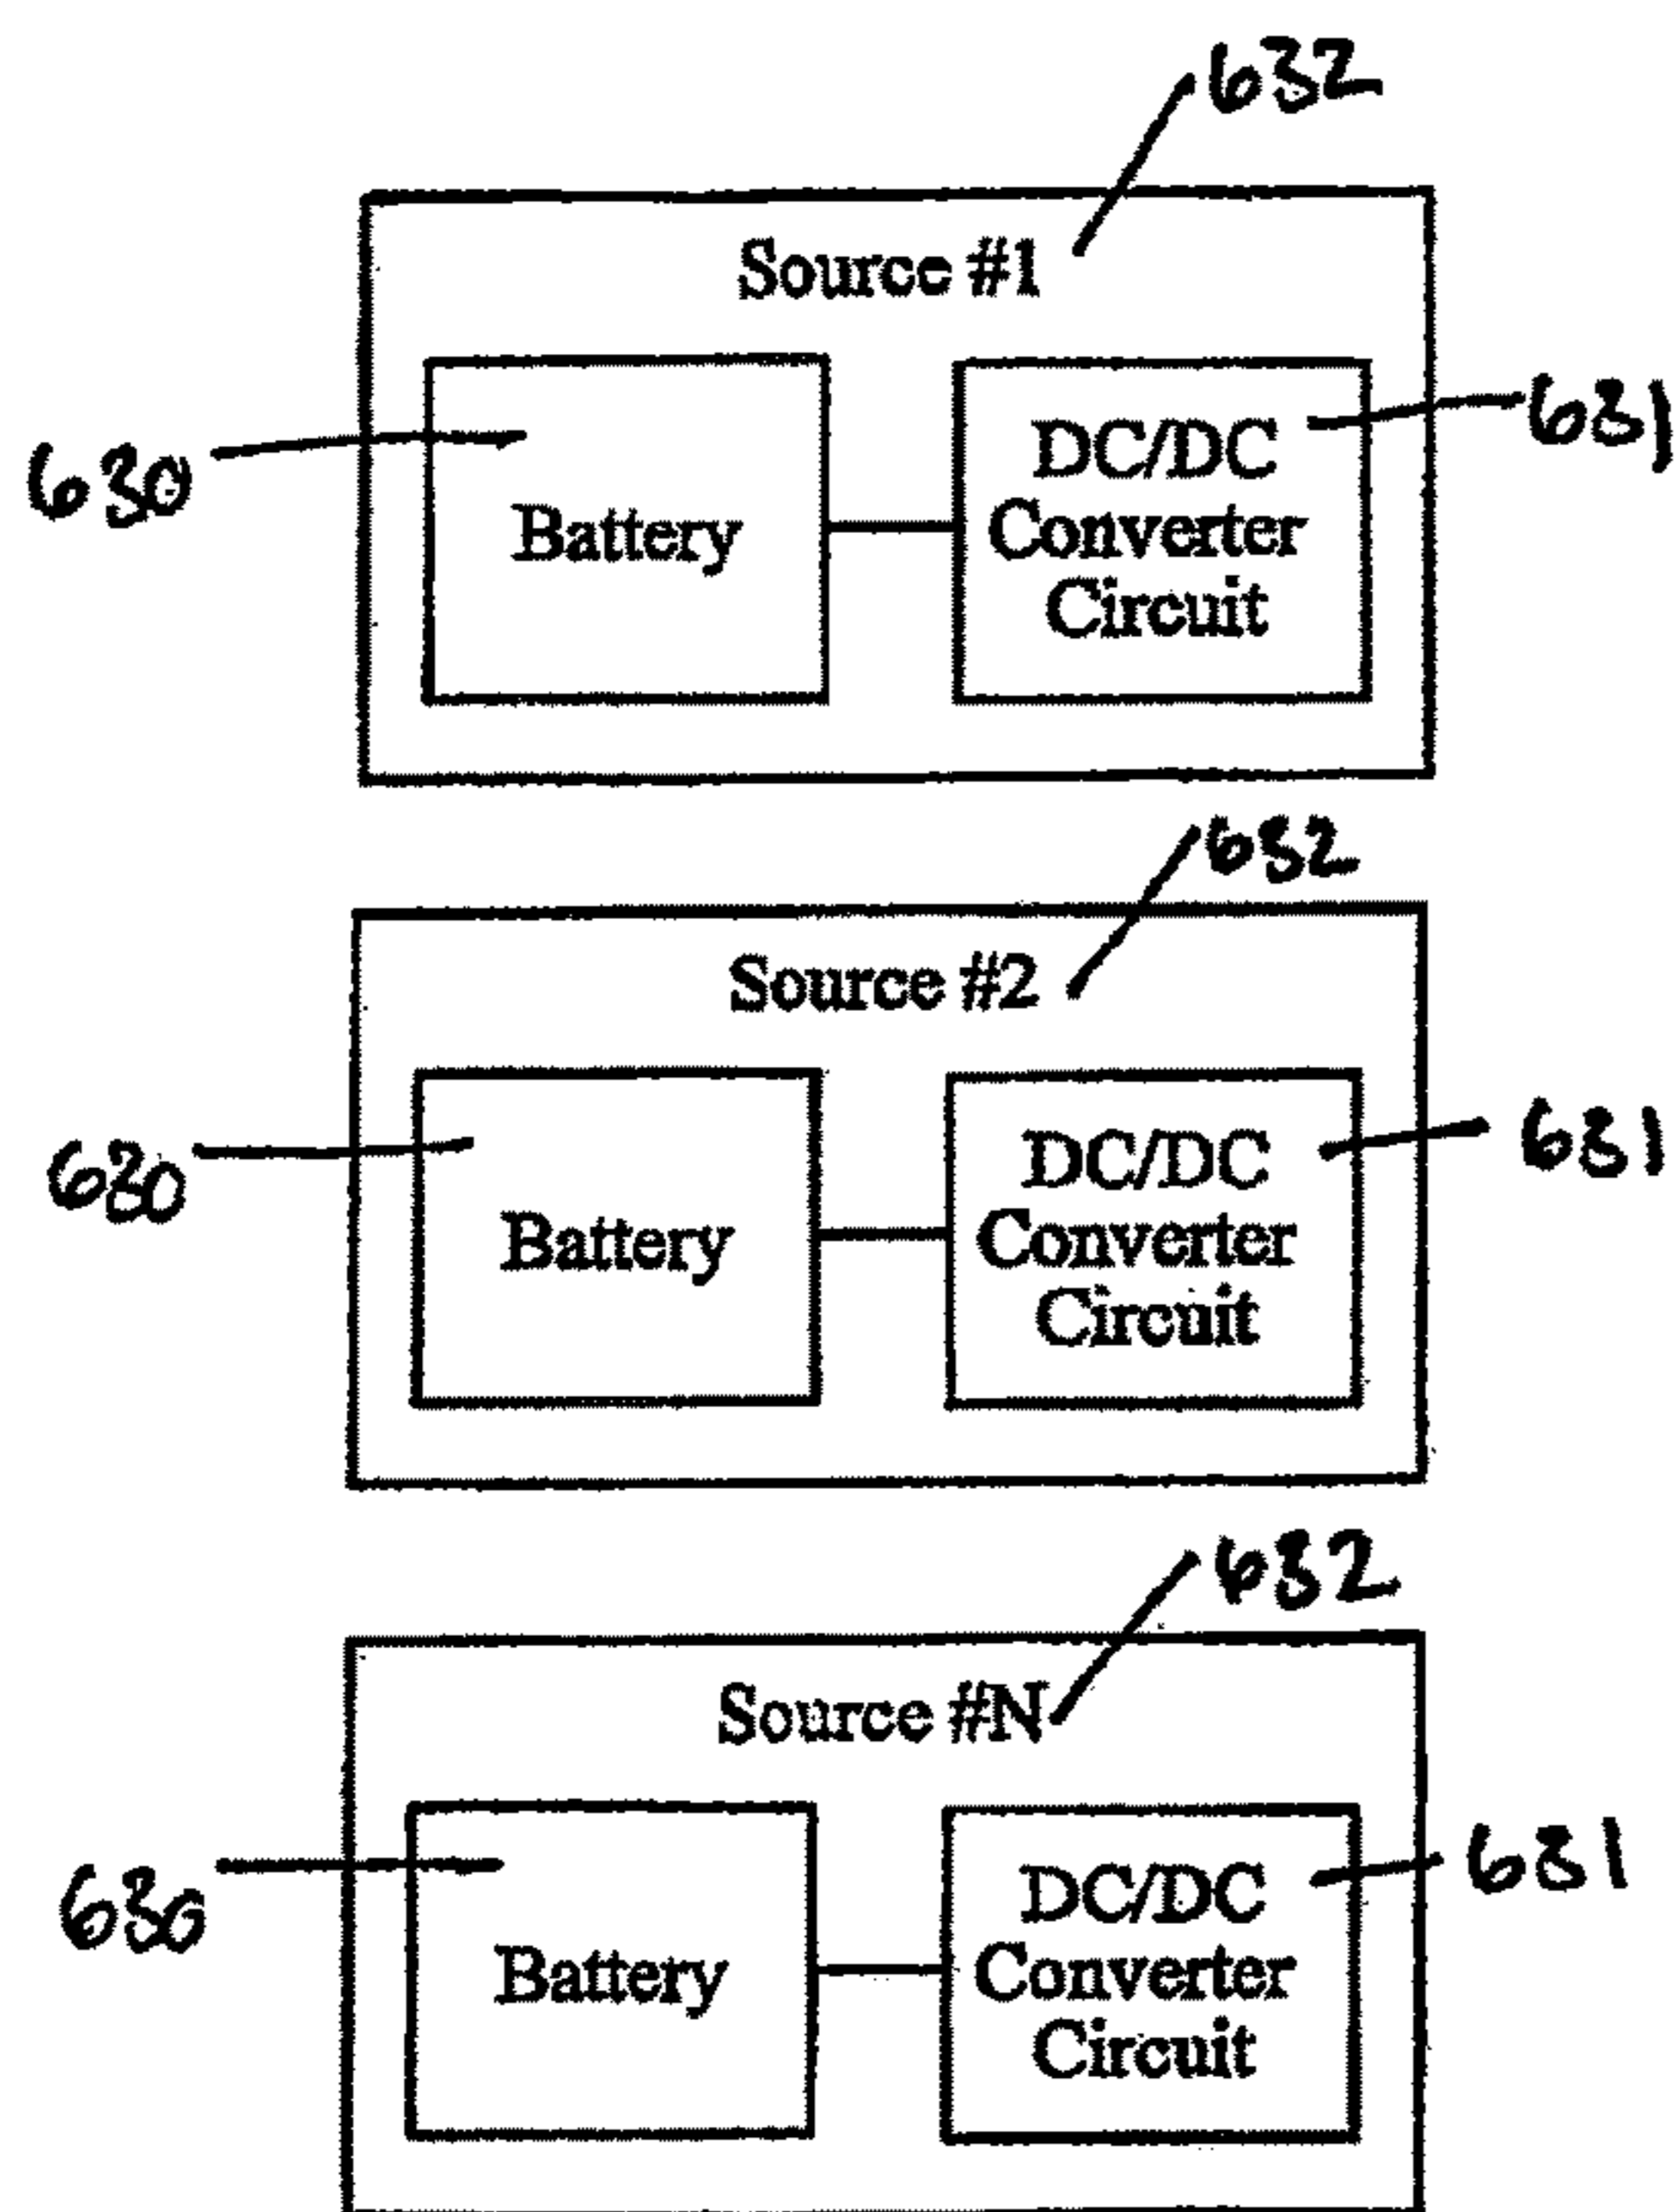 632
Source #1
630
631
Battery
DC/DC
Converter
Circuit
632
Source #2
630
631
Battery
DC/DC
Converter
Circuit
632
Source #N
630
631
Battery
DC/DC
Converter
Circuit